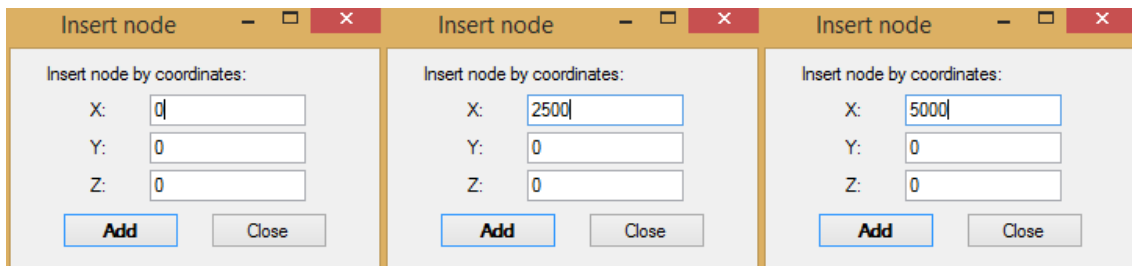 Insert node
Insert node by coordinates:
X: 0
Y: 0
Z: 0
Add Close
Insert node
Insert node by coordinates:
X: 2500
Y: 0
Z: 0
Add Close
Insert node
Insert node by coordinates:
X: 5000
Y: 0
Z: 0
Add Close